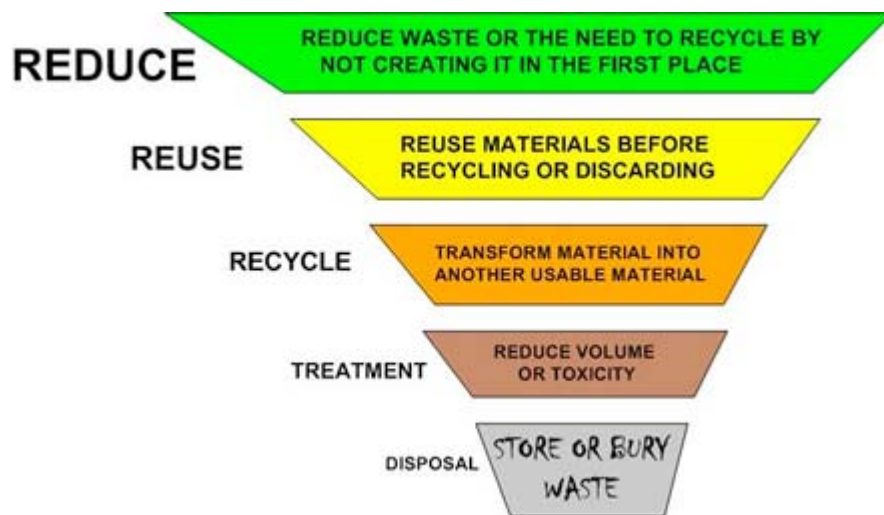 REDUCE
REDUCE WASTE OR THE NEED TO RECYCLE BY
NOT CREATING IT IN THE FIRST PLACE
REUSE
REUSE MATERIALS BEFORE
RECYCLING OR DISCARDING
RECYCLE
TRANSFORM MATERIAL INTO
ANOTHER USABLE MATERIAL
TREATMENT
REDUCE VOLUME
OR TOXICITY
DISPOSAL
STORE OR BURY
WASTE